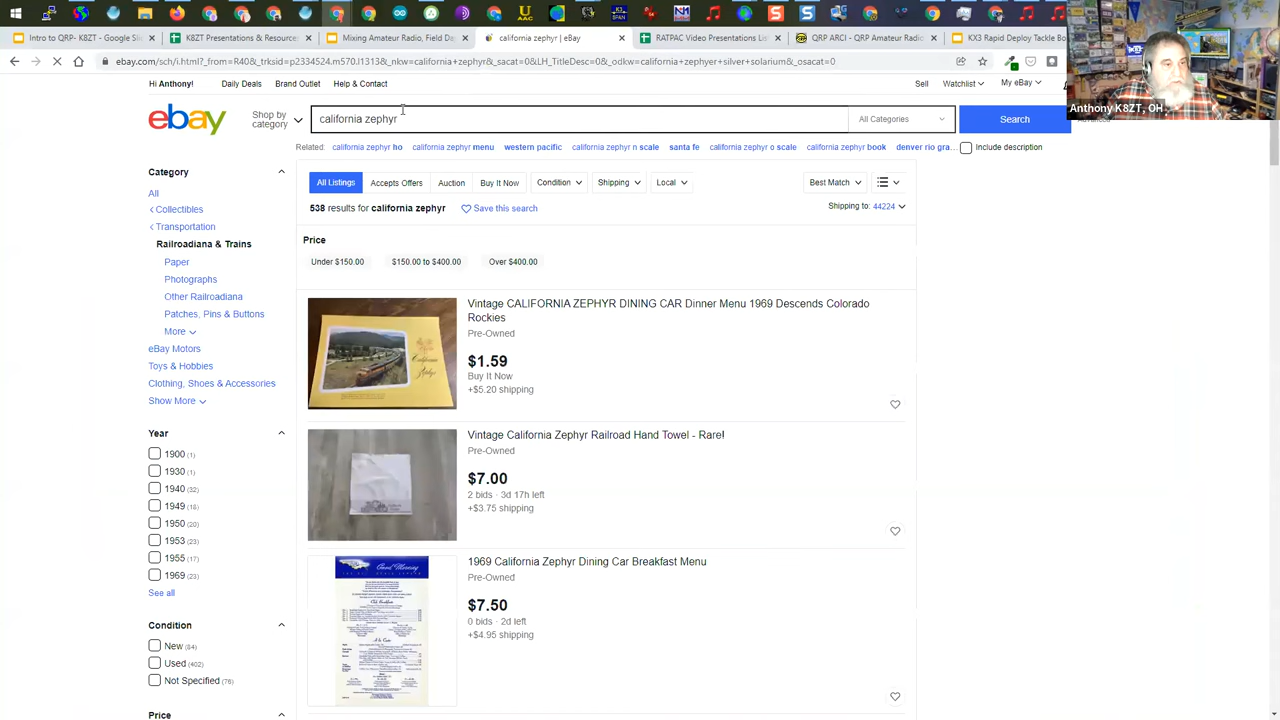 Intro to QRP- K8ZT - Google S
K8ZT Presentations & Resource
Mixing Amateur Radio, Field Da
california zephyr | eBay
RATPAC Video Presentations Lis
QRP ARCI - QRP Amateur Radio
KX3 Rapid Deploy Tackle Bo
Anthony K8ZT, OH
Hi Anthony!
Daily Deals
Brand Outlet
Help & Contact
Sell
Watchlist
My eBay
ebay
Shop by category
california zephyr
All Categories
Search
Advanced
Related:
california zephyr ho
california zephyr menu
western pacific
california zephyr n scale
santa fe
california zephyr o scale
california zephyr book
denver rio gra...
Include description
Category
All
Collectibles
Transportation
Railroadiana & Trains
Paper
Photographs
Other Railroadiana
Patches, Pins & Buttons
More
eBay Motors
Toys & Hobbies
Clothing, Shoes & Accessories
Show More
Year
1900 (1)
1930 (1)
1940 (32)
1949 (18)
1950 (20)
1953 (23)
1955 (17)
1969 (23)
See all
Condition
New (64)
Used (402)
Not Specified (76)
Price
All Listings
Accepts Offers
Auction
Buy It Now
Condition
Shipping
Local
Best Match
538 results for california zephyr
Save this search
Shipping to: 44224
Price
Under $150.00
$150.00 to $400.00
Over $400.00
Vintage CALIFORNIA ZEPHYR DINING CAR Dinner Menu 1969 Descends Colorado
Rockies
Pre-Owned
$1.59
Buy It Now
+$5.20 shipping
California Zephyr
Vintage California Zephyr Railroad Hand Towel - Rare!
Pre-Owned
$7.00
2 bids · 3d 17h left
+$3.75 shipping
1969 California Zephyr Dining Car Breakfast Menu
Pre-Owned
$7.50
0 bids · 2d left
+$3.95 shipping
Good Morning